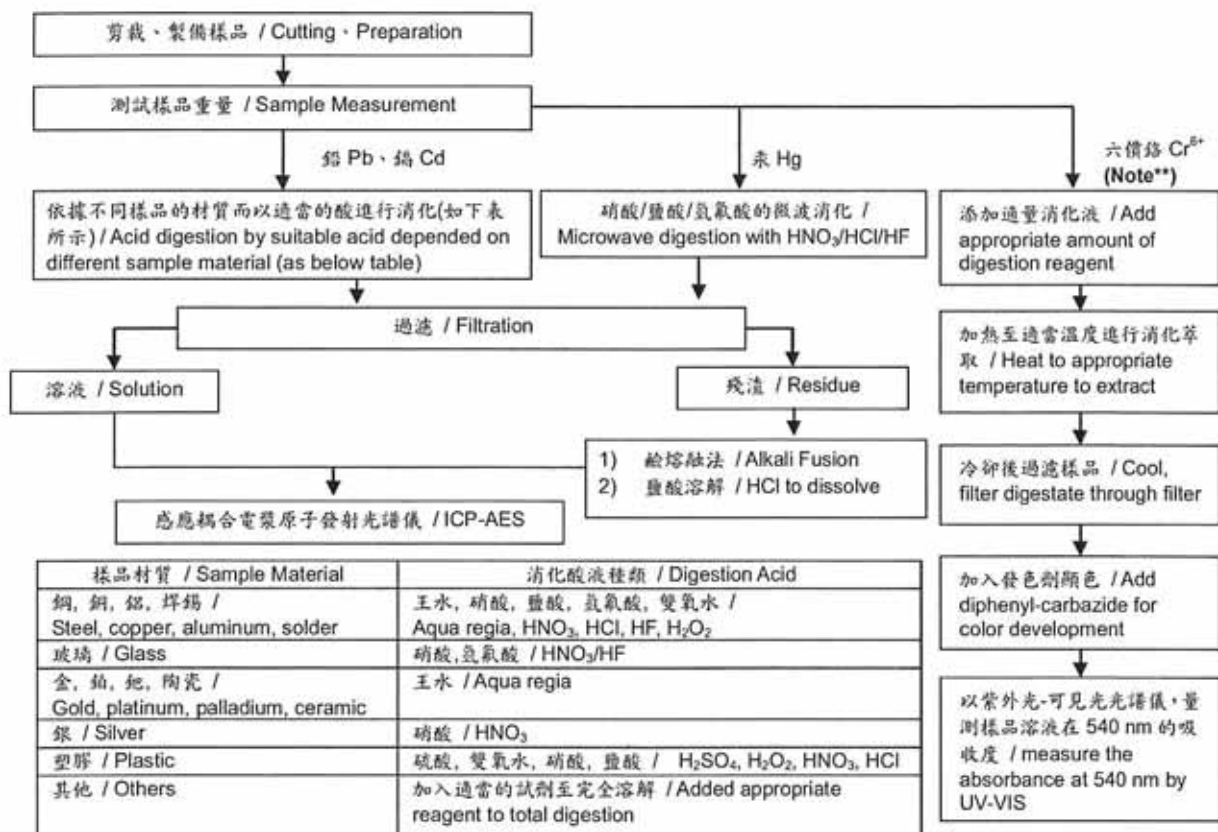 剪裁、製備樣品 / Cutting、Preparation
測試樣品重量 / Sample Measurement
鉛 Pb、鎘 Cd
汞 Hg
六價鉻 Cr⁶⁺
(Note**)
依據不同樣品的材質而以適當的酸進行消化(如下表
所示) / Acid digestion by suitable acid depended on
different sample material (as below table)
硝酸/鹽酸/氫氟酸的微波消化 /
Microwave digestion with HNO₃/HCl/HF
添加適量消化液 / Add
appropriate amount of
digestion reagent
過濾 / Filtration
加熱至適當溫度進行消化萃
取 / Heat to appropriate
temperature to extract
溶液 / Solution
殘渣 / Residue
1) 鹼熔融法 / Alkali Fusion
2) 鹽酸溶解 / HCl to dissolve
冷卻後過濾樣品 / Cool,
filter digestate through filter
感應耦合電漿原子發射光譜儀 / ICP-AES
加入發色劑顯色 / Add
diphenyl-carbazide for
color development
以紫外光-可見光光譜儀,量
測樣品溶液在 540 nm 的吸
收度 / measure the
absorbance at 540 nm by
UV-VIS
樣品材質 / Sample Material
消化酸液種類 / Digestion Acid
鋼, 銅, 鋁, 焊錫 /
Steel, copper, aluminum, solder
王水, 硝酸, 鹽酸, 氫氟酸, 雙氧水 /
Aqua regia, HNO₃, HCl, HF, H₂O₂
玻璃 / Glass
硝酸,氫氟酸 / HNO₃/HF
金, 鉑, 鈀, 陶瓷 /
Gold, platinum, palladium, ceramic
王水 / Aqua regia
銀 / Silver
硝酸 / HNO₃
塑膠 / Plastic
硫酸, 雙氧水, 硝酸, 鹽酸 / H₂SO₄, H₂O₂, HNO₃, HCl
其他 / Others
加入適當的試劑至完全溶解 / Added appropriate
reagent to total digestion